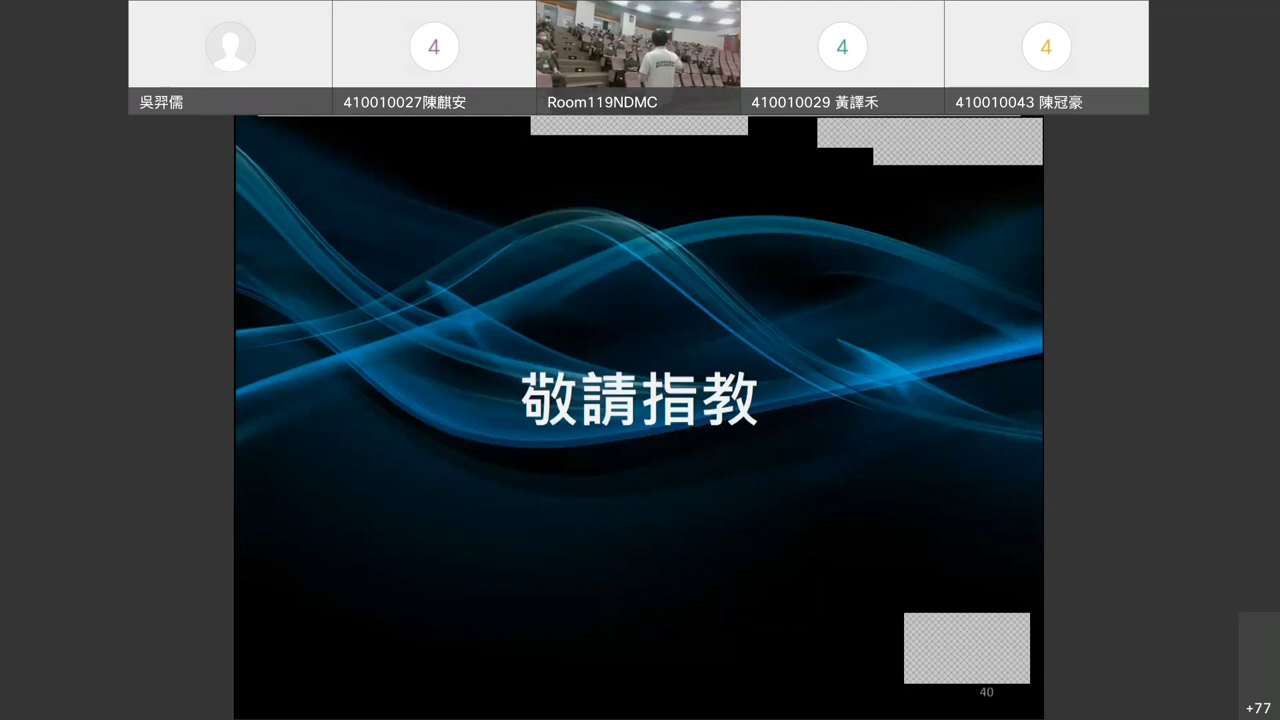 4
4
4
吳羿儒
410010027陳麒安
Room119NDMC
410010029 黃譯禾
410010043 陳冠豪
敬請指教
40
+77